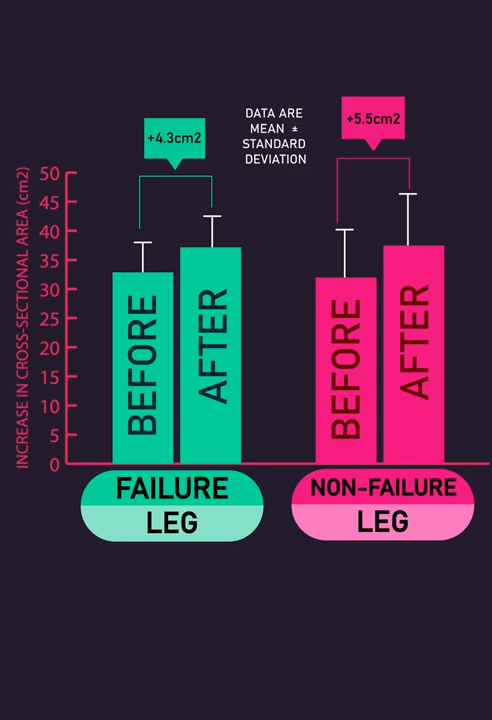 +4.3cm2
DATA ARE
MEAN ±
STANDARD
DEVIATION
+5.5cm2
INCREASE IN CROSS-SECTIONAL AREA (cm2)
50
45
40
35
30
25
20
15
10
5
0
BEFORE
AFTER
BEFORE
AFTER
FAILURE
LEG
NON-FAILURE
LEG